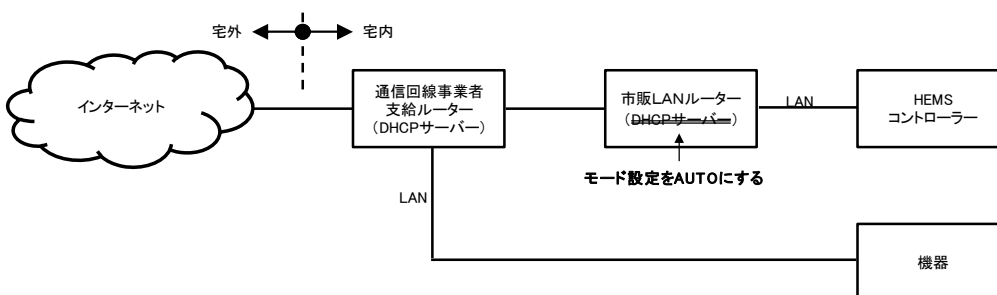 宅外
宅内
インターネット
通信回線事業者
支給ルーター
（DHCPサーバー）
市販LANルーター
（DHCPサーバー）
LAN
HEMS
コントローラー
モード設定をAUTOにする
LAN
機器